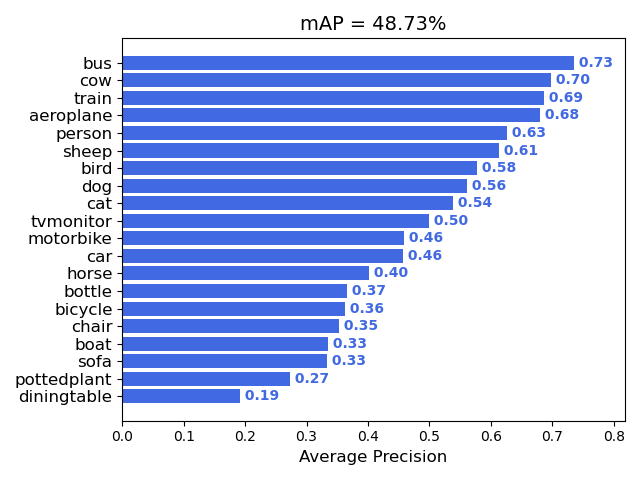 mAP = 48.73%
bus 0.73
cow 0.70
train 0.69
aeroplane 0.68
person 0.63
sheep 0.61
bird 0.58
dog 0.56
cat 0.54
tvmonitor 0.50
motorbike 0.46
car 0.46
horse 0.40
bottle 0.37
bicycle 0.36
chair 0.35
boat 0.33
sofa 0.33
pottedplant 0.27
diningtable 0.19
0.0 0.1 0.2 0.3 0.4 0.5 0.6 0.7 0.8
Average Precision